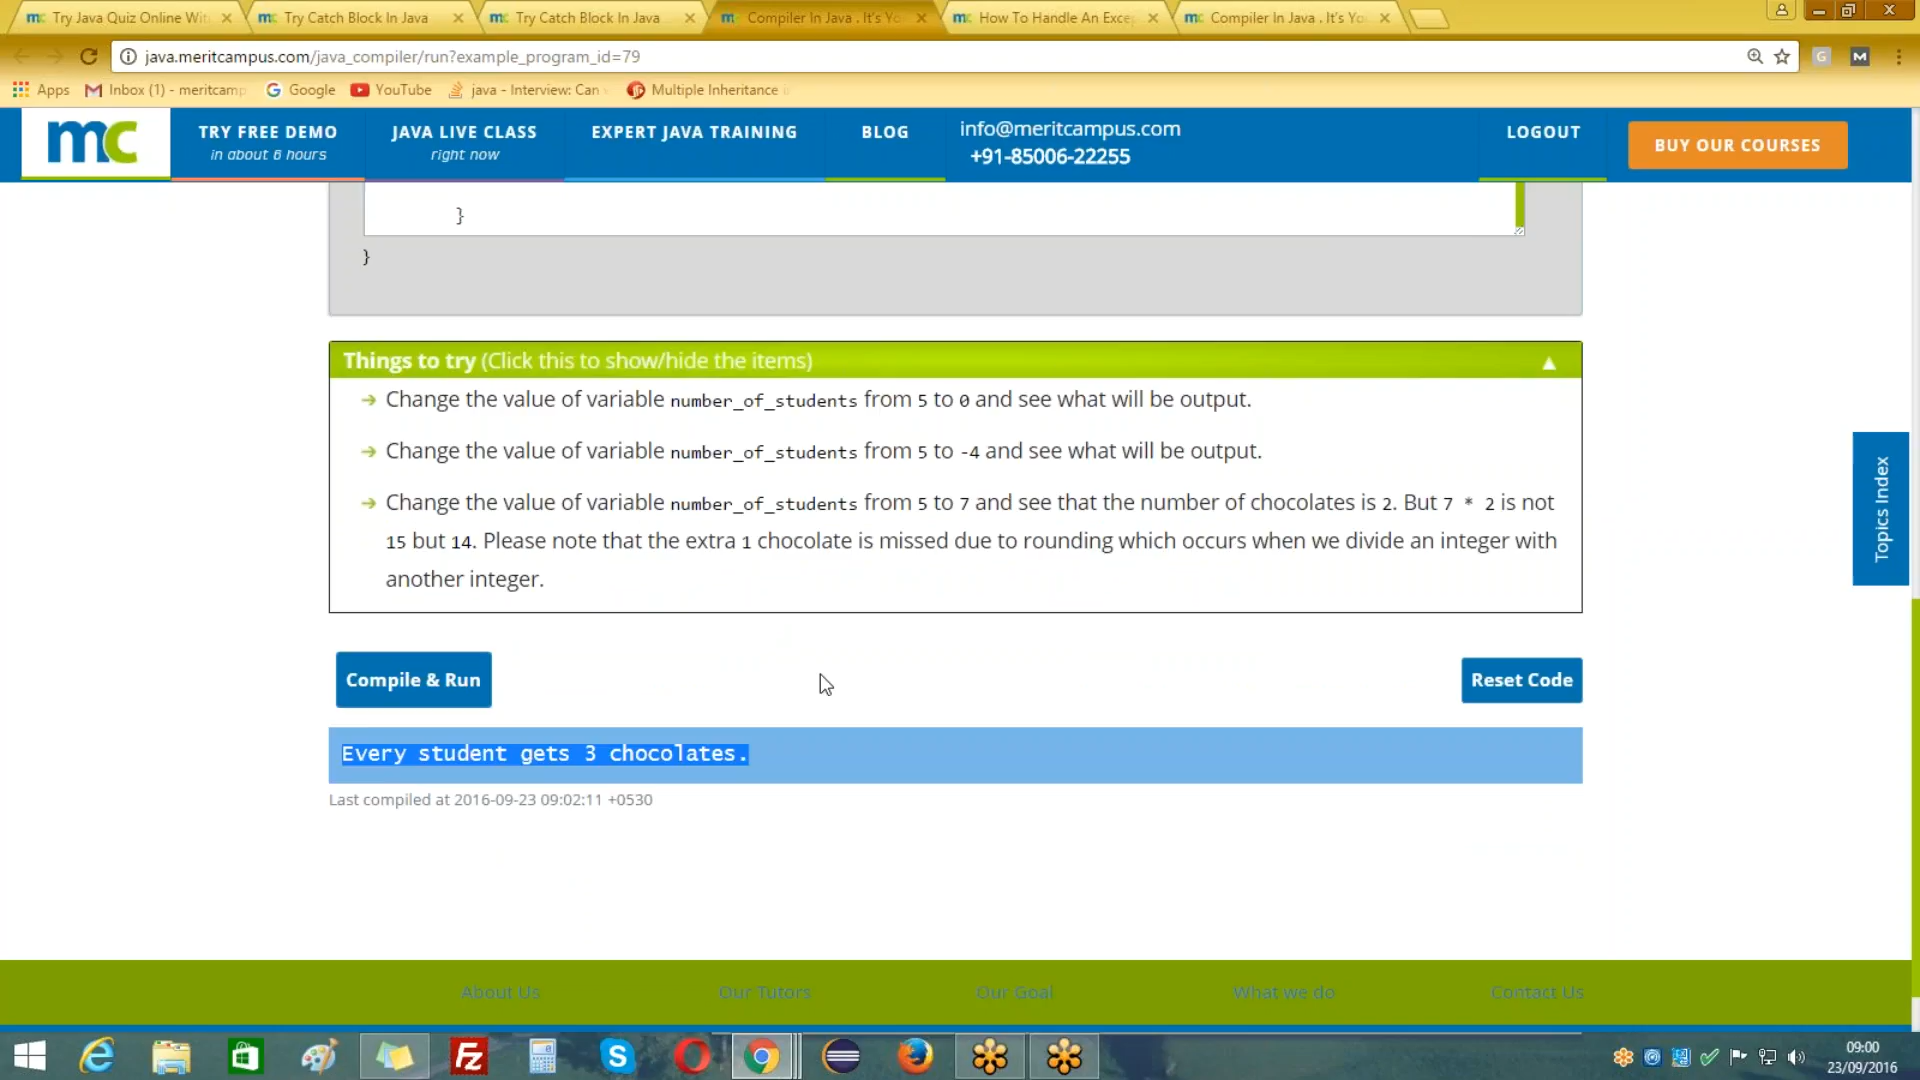 Try Java Quiz Online Wit
Try Catch Block In Java
Try Catch Block In Java
Compiler In Java , It's Yo
How To Handle An Exce
Compiler In Java , It's Yo
java.meritcampus.com/java_compiler/run?example_program_id=79
Apps
Inbox (1) - meritcamp
Google
YouTube
java - Interview: Can
Multiple Inheritance i
mc
TRY FREE DEMO
in about 6 hours
JAVA LIVE CLASS
right now
EXPERT JAVA TRAINING
BLOG
info@meritcampus.com
+91-85006-22255
LOGOUT
BUY OUR COURSES
}
}
Things to try (Click this to show/hide the items)
Change the value of variable number_of_students from 5 to 0 and see what will be output.
Change the value of variable number_of_students from 5 to -4 and see what will be output.
Change the value of variable number_of_students from 5 to 7 and see that the number of chocolates is 2. But 7 * 2 is not
15 but 14. Please note that the extra 1 chocolate is missed due to rounding which occurs when we divide an integer with
another integer.
Topics Index
Compile & Run
Reset Code
Every student gets 3 chocolates.
Last compiled at 2016-09-23 09:02:11 +0530
About Us
Our Tutors
Our Goal
What we do
Contact Us
09:00
23/09/2016